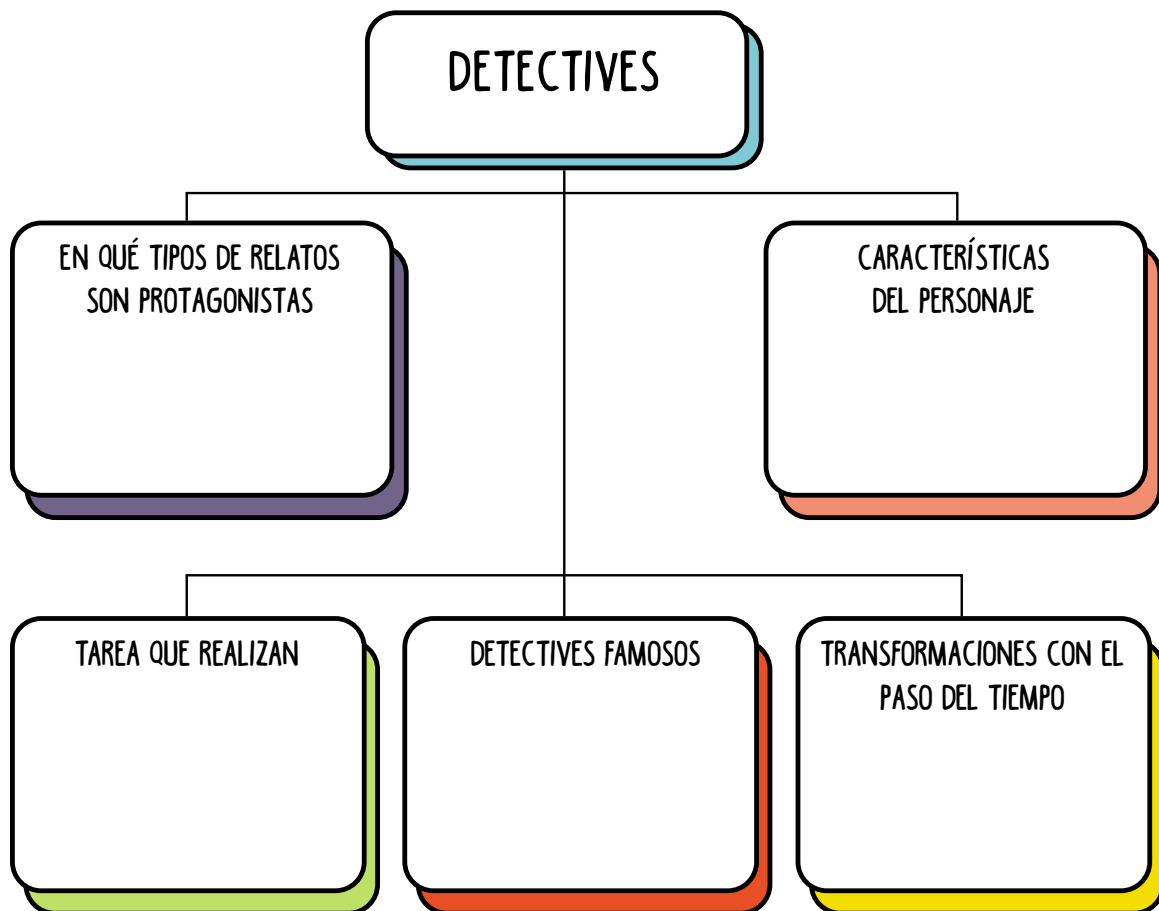 DETECTIVES
EN QUÉ TIPOS DE RELATOS
SON PROTAGONISTAS
CARACTERÍSTICAS
DEL PERSONAJE
TAREA QUE REALIZAN
DETECTIVES FAMOSOS
TRANSFORMACIONES CON EL
PASO DEL TIEMPO